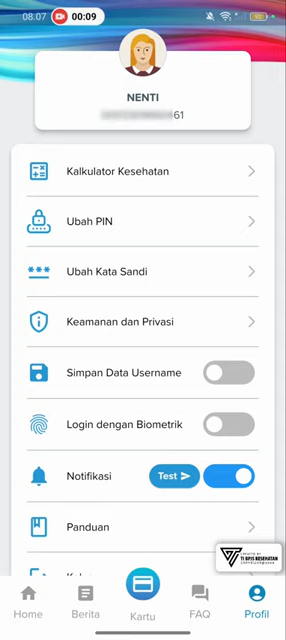 08.07
00:09
NENTI
61
Kalkulator Kesehatan
Ubah PIN
Ubah Kata Sandi
Keamanan dan Privasi
Simpan Data Username
Login dengan Biometrik
Notifikasi
Test
Panduan
TI BPJS KESEHATAN
Home
Berita
Kartu
FAQ
Profil